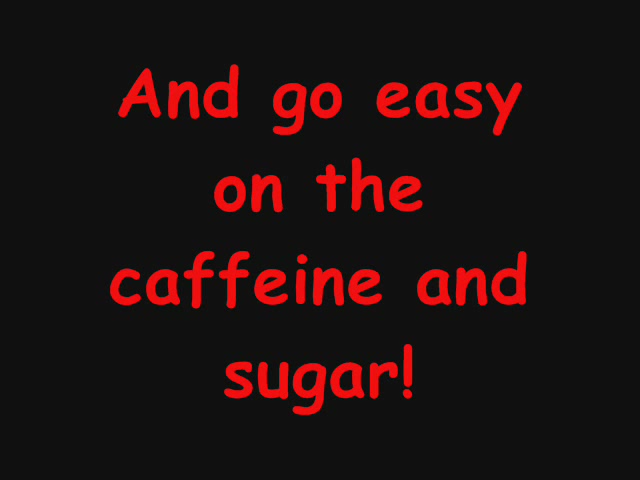 And go easy
on the
caffeine and
sugar!